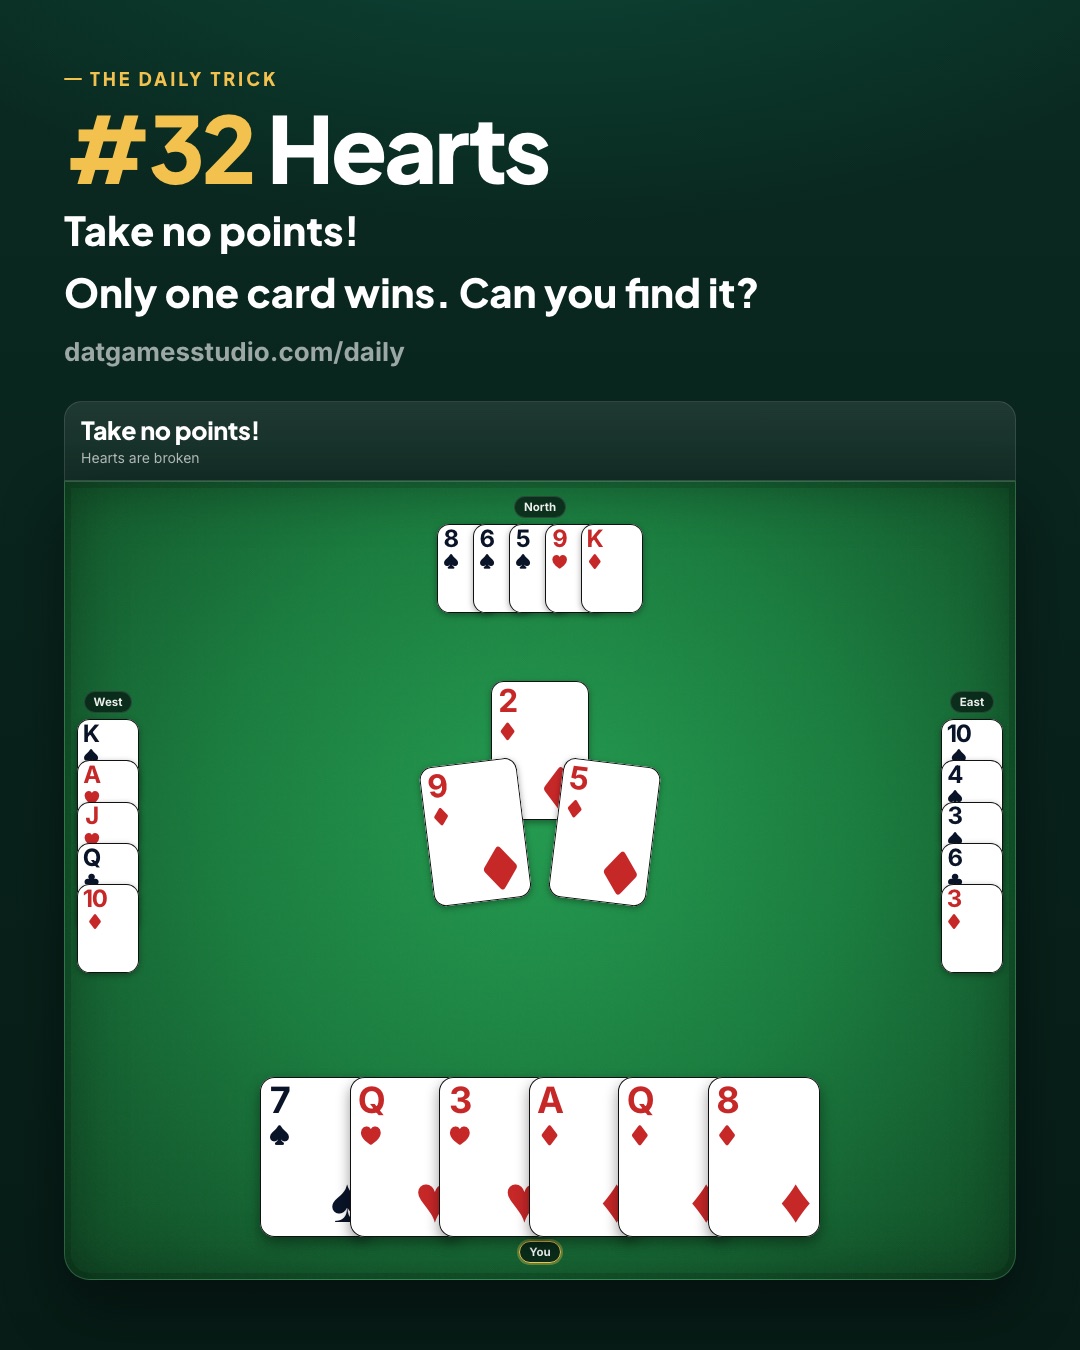 — THE DAILY TRICK
#32 Hearts
Take no points!
Only one card wins. Can you find it?
datgamesstudio.com/daily
Take no points!
Hearts are broken
North
8 6 5 9 K
West
K
A
J
Q
10
2
9
5
East
10
4
3
6
3
7 Q 3 A Q 8
You